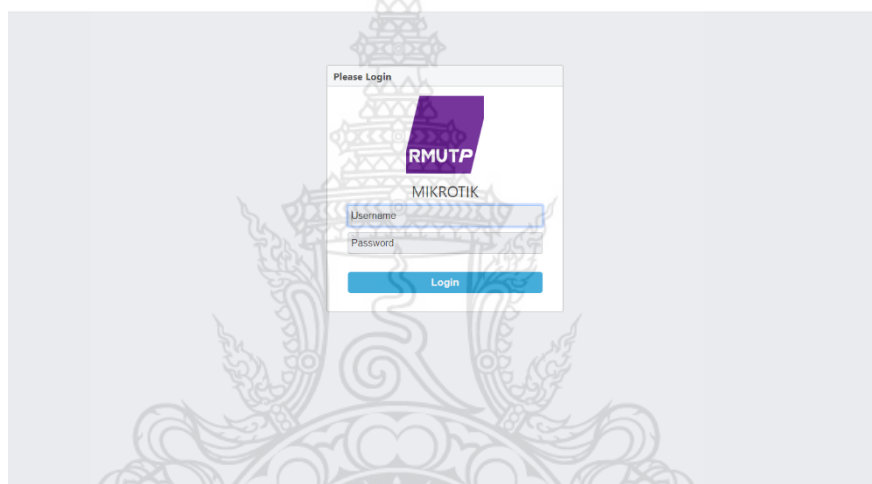 Please Login
RMUTP
MIKROTIK
Username
Password
Login